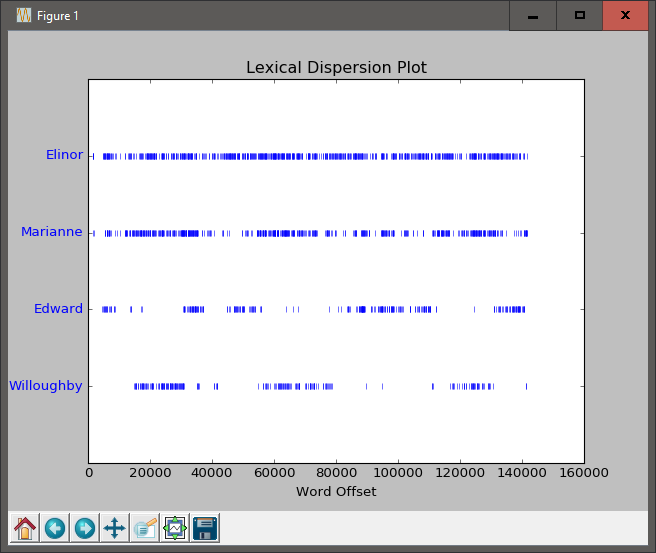 Figure 1
Lexical Dispersion Plot
Elinor
Marianne
Edward
Willoughby
0 20000 40000 60000 80000 100000 120000 140000 160000
Word Offset